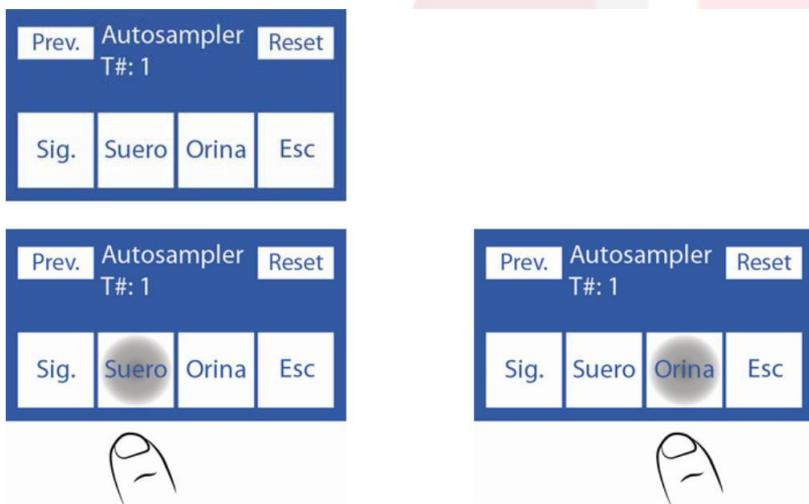 Prev. Autosampler Reset
T#: 1
Sig. Suero Orina Esc
Prev. Autosampler Reset
T#: 1
Sig. Suero Orina Esc
Prev. Autosampler Reset
T#: 1
Sig. Suero Orina Esc